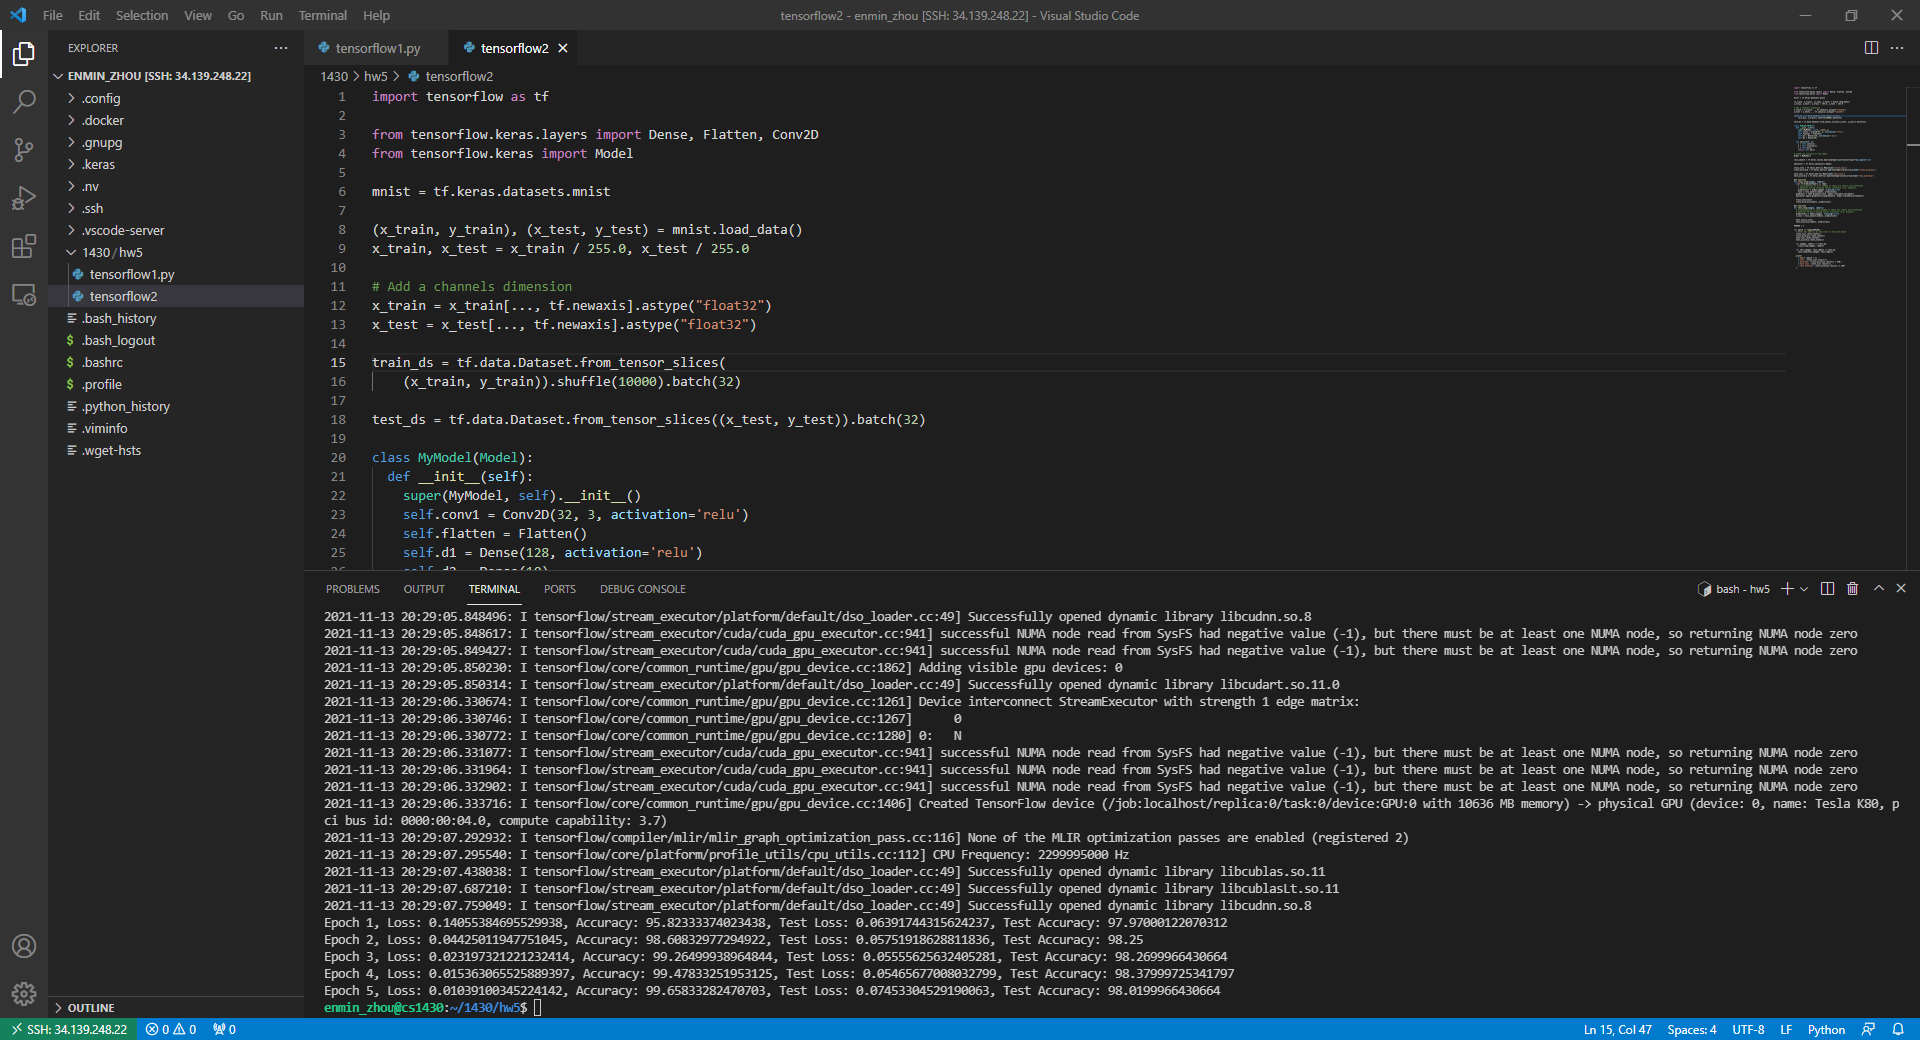 File Edit Selection View Go Run Terminal Help
tensorflow2 - enmin_zhou [SSH: 34.139.248.22] - Visual Studio Code
EXPLORER
ENMIN_ZHOU [SSH: 34.139.248.22]
.config
.docker
.gnupg
.keras
.nv
.ssh
.vscode-server
1430 / hw5
tensorflow1.py
tensorflow2
.bash_history
$ .bash_logout
$ .bashrc
$ .profile
.python_history
.viminfo
.wget-hsts
OUTLINE
tensorflow1.py tensorflow2
1430 > hw5 > tensorflow2
1 import tensorflow as tf
2
3 from tensorflow.keras.layers import Dense, Flatten, Conv2D
4 from tensorflow.keras import Model
5
6 mnist = tf.keras.datasets.mnist
7
8 (x_train, y_train), (x_test, y_test) = mnist.load_data()
9 x_train, x_test = x_train / 255.0, x_test / 255.0
10
11 # Add a channels dimension
12 x_train = x_train[..., tf.newaxis].astype("float32")
13 x_test = x_test[..., tf.newaxis].astype("float32")
14
15 train_ds = tf.data.Dataset.from_tensor_slices(
16 (x_train, y_train)).shuffle(10000).batch(32)
17
18 test_ds = tf.data.Dataset.from_tensor_slices((x_test, y_test)).batch(32)
19
20 class MyModel(Model):
21 def __init__(self):
22 super(MyModel, self).__init__()
23 self.conv1 = Conv2D(32, 3, activation='relu')
24 self.flatten = Flatten()
25 self.d1 = Dense(128, activation='relu')
26 self.d2 = Dense(10)
PROBLEMS OUTPUT TERMINAL PORTS DEBUG CONSOLE
bash - hw5
2021-11-13 20:29:05.848496: I tensorflow/stream_executor/platform/default/dso_loader.cc:49] Successfully opened dynamic library libcudnn.so.8
2021-11-13 20:29:05.848617: I tensorflow/stream_executor/cuda/cuda_gpu_executor.cc:941] successful NUMA node read from SysFS had negative value (-1), but there must be at least one NUMA node, so returning NUMA node zero
2021-11-13 20:29:05.849427: I tensorflow/stream_executor/cuda/cuda_gpu_executor.cc:941] successful NUMA node read from SysFS had negative value (-1), but there must be at least one NUMA node, so returning NUMA node zero
2021-11-13 20:29:05.850230: I tensorflow/core/common_runtime/gpu/gpu_device.cc:1862] Adding visible gpu devices: 0
2021-11-13 20:29:05.850314: I tensorflow/stream_executor/platform/default/dso_loader.cc:49] Successfully opened dynamic library libcudart.so.11.0
2021-11-13 20:29:06.330674: I tensorflow/core/common_runtime/gpu/gpu_device.cc:1261] Device interconnect StreamExecutor with strength 1 edge matrix:
2021-11-13 20:29:06.330746: I tensorflow/core/common_runtime/gpu/gpu_device.cc:1267] 0
2021-11-13 20:29:06.330772: I tensorflow/core/common_runtime/gpu/gpu_device.cc:1280] 0: N
2021-11-13 20:29:06.331077: I tensorflow/stream_executor/cuda/cuda_gpu_executor.cc:941] successful NUMA node read from SysFS had negative value (-1), but there must be at least one NUMA node, so returning NUMA node zero
2021-11-13 20:29:06.331964: I tensorflow/stream_executor/cuda/cuda_gpu_executor.cc:941] successful NUMA node read from SysFS had negative value (-1), but there must be at least one NUMA node, so returning NUMA node zero
2021-11-13 20:29:06.332902: I tensorflow/stream_executor/cuda/cuda_gpu_executor.cc:941] successful NUMA node read from SysFS had negative value (-1), but there must be at least one NUMA node, so returning NUMA node zero
2021-11-13 20:29:06.333716: I tensorflow/core/common_runtime/gpu/gpu_device.cc:1406] Created TensorFlow device (/job:localhost/replica:0/task:0/device:GPU:0 with 10636 MB memory) -> physical GPU (device: 0, name: Tesla K80, p
ci bus id: 0000:00:04.0, compute capability: 3.7)
2021-11-13 20:29:07.292932: I tensorflow/compiler/mlir/mlir_graph_optimization_pass.cc:116] None of the MLIR optimization passes are enabled (registered 2)
2021-11-13 20:29:07.295540: I tensorflow/core/platform/profile_utils/cpu_utils.cc:112] CPU Frequency: 2299995000 Hz
2021-11-13 20:29:07.438038: I tensorflow/stream_executor/platform/default/dso_loader.cc:49] Successfully opened dynamic library libcublas.so.11
2021-11-13 20:29:07.687210: I tensorflow/stream_executor/platform/default/dso_loader.cc:49] Successfully opened dynamic library libcublasLt.so.11
2021-11-13 20:29:07.759049: I tensorflow/stream_executor/platform/default/dso_loader.cc:49] Successfully opened dynamic library libcudnn.so.8
Epoch 1, Loss: 0.14055384695529938, Accuracy: 95.82333374023438, Test Loss: 0.06391744315624237, Test Accuracy: 97.97000122070312
Epoch 2, Loss: 0.04425011947751045, Accuracy: 98.60832977294922, Test Loss: 0.05751918628811836, Test Accuracy: 98.25
Epoch 3, Loss: 0.023197321221232414, Accuracy: 99.26499938964844, Test Loss: 0.05555625632405281, Test Accuracy: 98.2699966430664
Epoch 4, Loss: 0.015363065525889397, Accuracy: 99.47833251953125, Test Loss: 0.05465677008032799, Test Accuracy: 98.37999725341797
Epoch 5, Loss: 0.01039100345224142, Accuracy: 99.65833282470703, Test Loss: 0.07453304529190063, Test Accuracy: 98.0199966430664
enmin_zhou@cs1430:~/1430/hw5$
SSH: 34.139.248.22 0 0 0 Ln 15, Col 47 Spaces: 4 UTF-8 LF Python